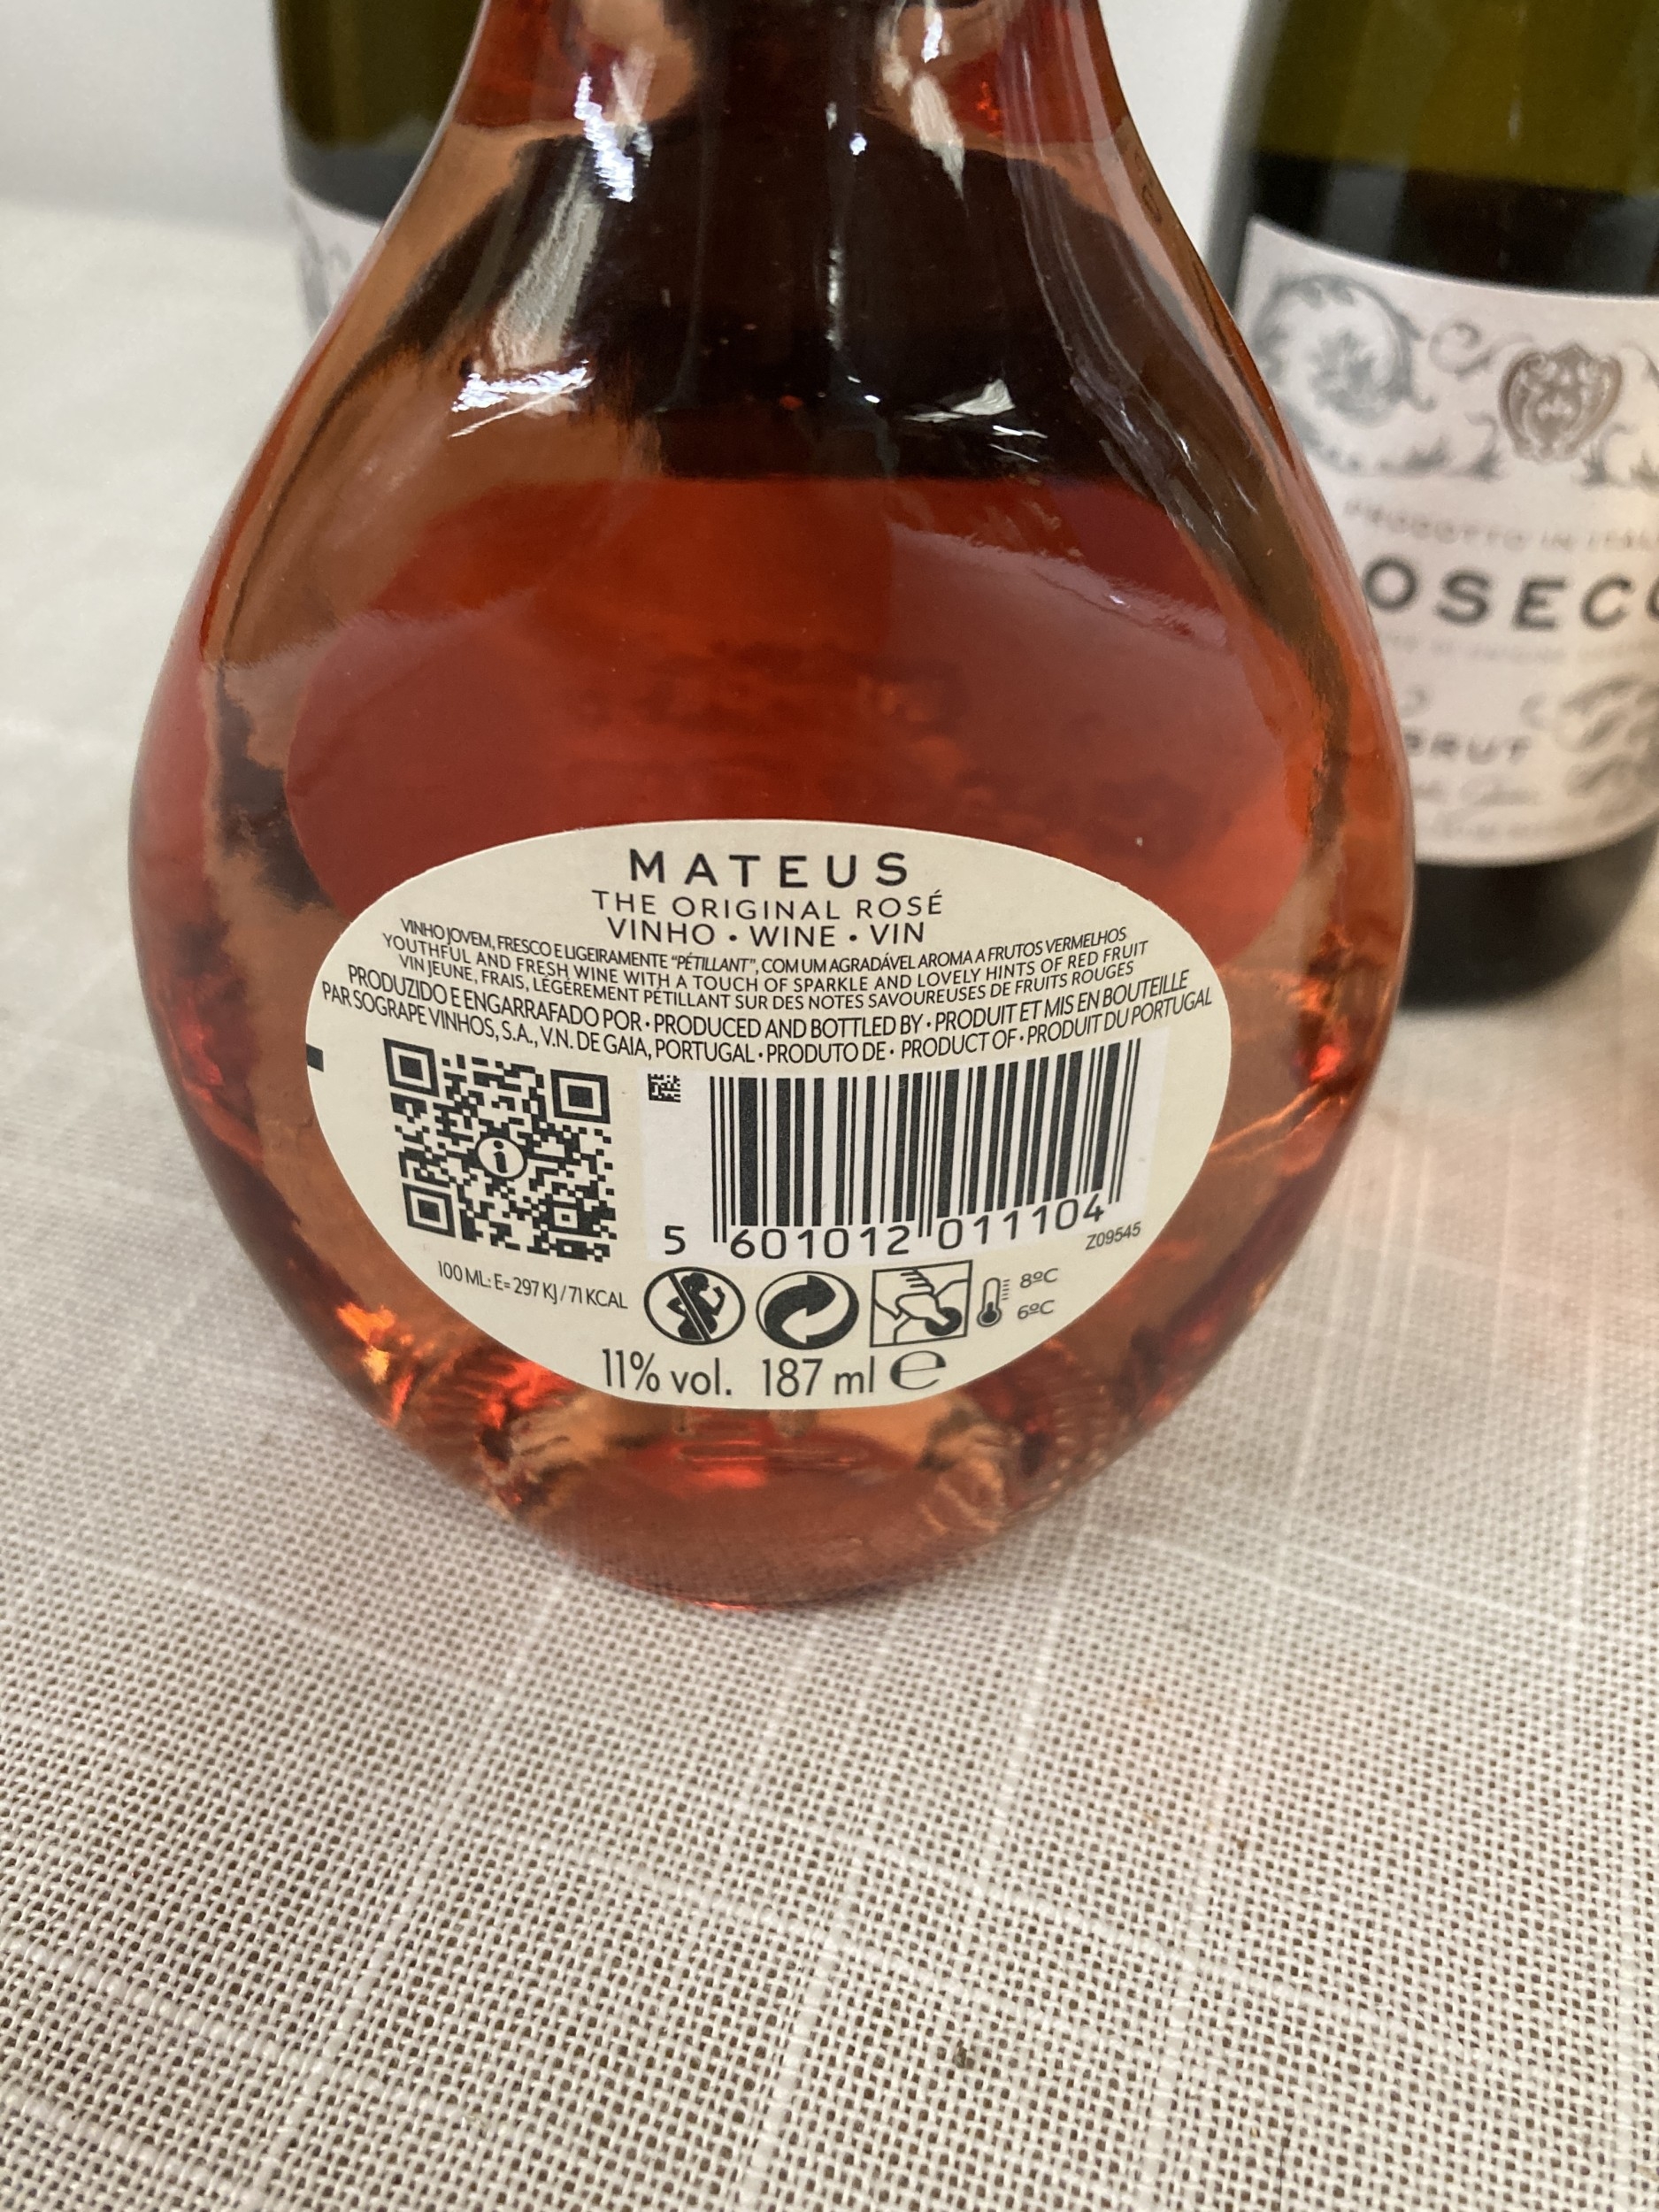 MATEUS
THE ORIGINAL ROSÉ
VINHO • WINE • VIN
VINHO JOVEM, FRESCO E LIGEIRAMENTE "PÉTILLANT", COM UM AGRADÁVEL AROMA A FRUTOS VERMELHOS
YOUTHFUL AND FRESH WINE WITH A TOUCH OF SPARKLE AND LOVELY HINTS OF RED FRUIT
VIN JEUNE, FRAIS, LÉGÈREMENT PÉTILLANT SUR DES NOTES SAVOUREUSES DE FRUITS ROUGES
PRODUZIDO E ENGARRAFADO POR • PRODUCED AND BOTTLED BY • PRODUIT ET MIS EN BOUTEILLE
PAR SOGRAPE VINHOS, S.A., V.N. DE GAIA, PORTUGAL • PRODUTO DE • PRODUCT OF • PRODUIT DU PORTUGAL
5 601012 011104
Z09545
100 ML: E= 297 KJ / 71 KCAL
8ºC
6ºC
11% vol. 187 ml e
PRODOTTO IN ITAL
OSECC
BRUT